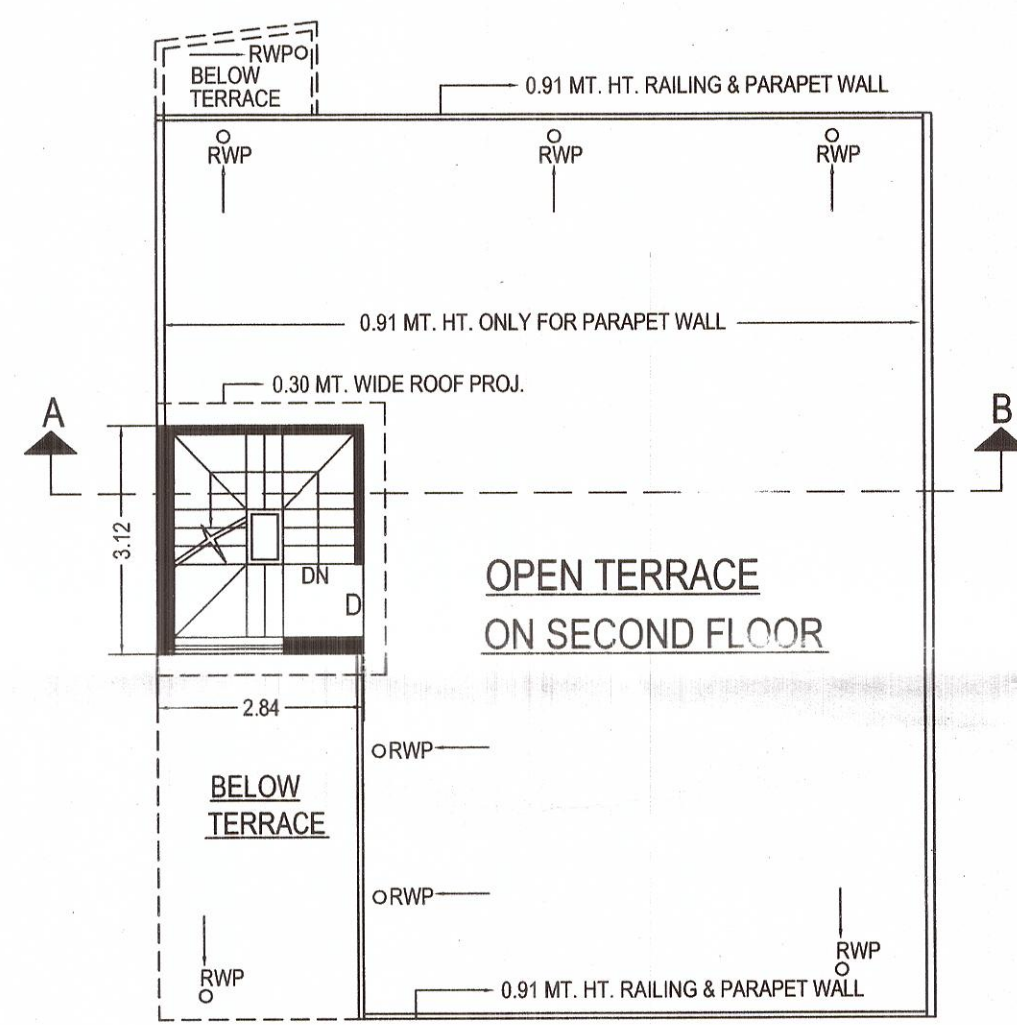 RWP
BELOW
TERRACE
0.91 MT. HT. RAILING & PARAPET WALL
RWP
RWP
RWP
0.91 MT. HT. ONLY FOR PARAPET WALL
0.30 MT. WIDE ROOF PROJ.
A
B
3.12
DN
D
OPEN TERRACE
ON SECOND FLOOR
2.84
RWP
BELOW
TERRACE
RWP
RWP
RWP
0.91 MT. HT. RAILING & PARAPET WALL